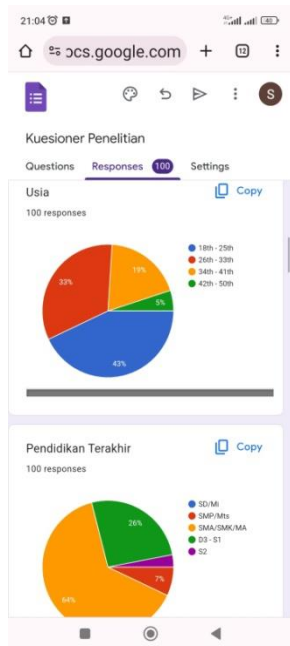 21:04
docs.google.com
12
S
Kuesioner Penelitian
Questions Responses 100 Settings
Usia Copy
100 responses
18th - 25th
26th - 33th
34th - 41th
42th - 50th
33%
19%
5%
43%
Pendidikan Terakhir Copy
100 responses
SD/Mi
SMP/Mts
SMA/SMK/MA
D3 - S1
S2
26%
7%
64%